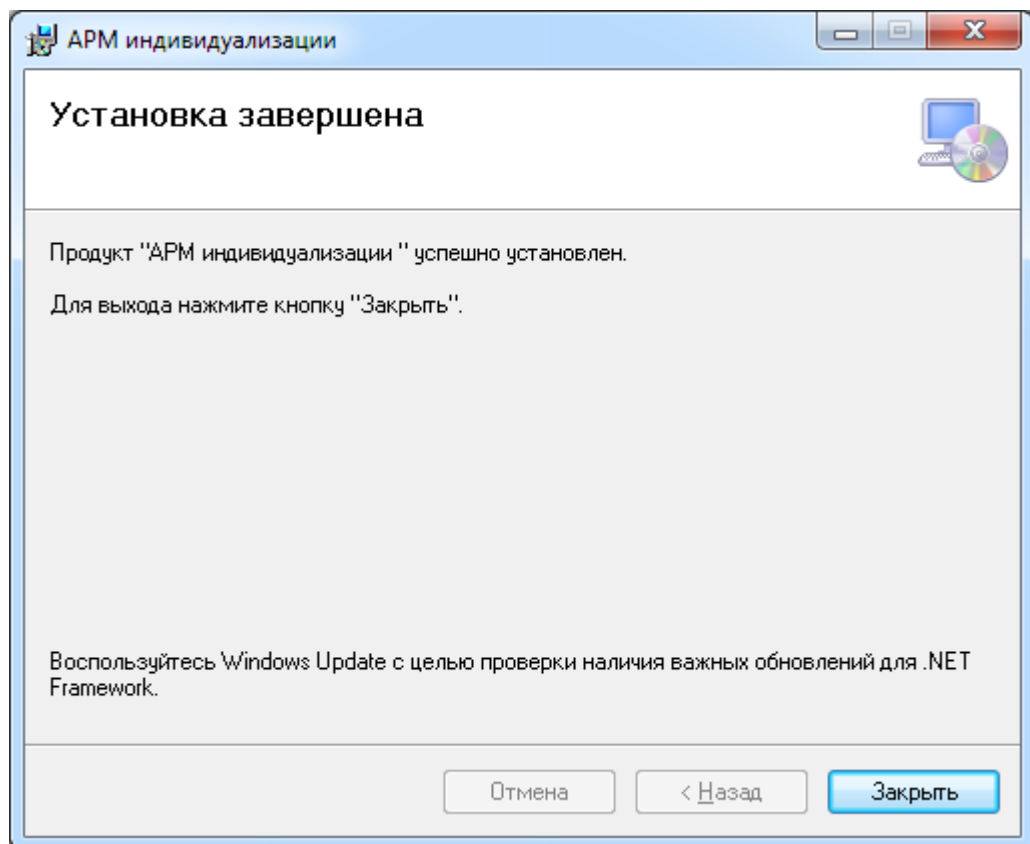 АРМ индивидуализации
Установка завершена
Продукт "АРМ индивидуализации " успешно установлен.
Для выхода нажмите кнопку "Закрыть".
Воспользуйтесь Windows Update с целью проверки наличия важных обновлений для .NET
Framework.
Отмена
< Назад
Закрыть